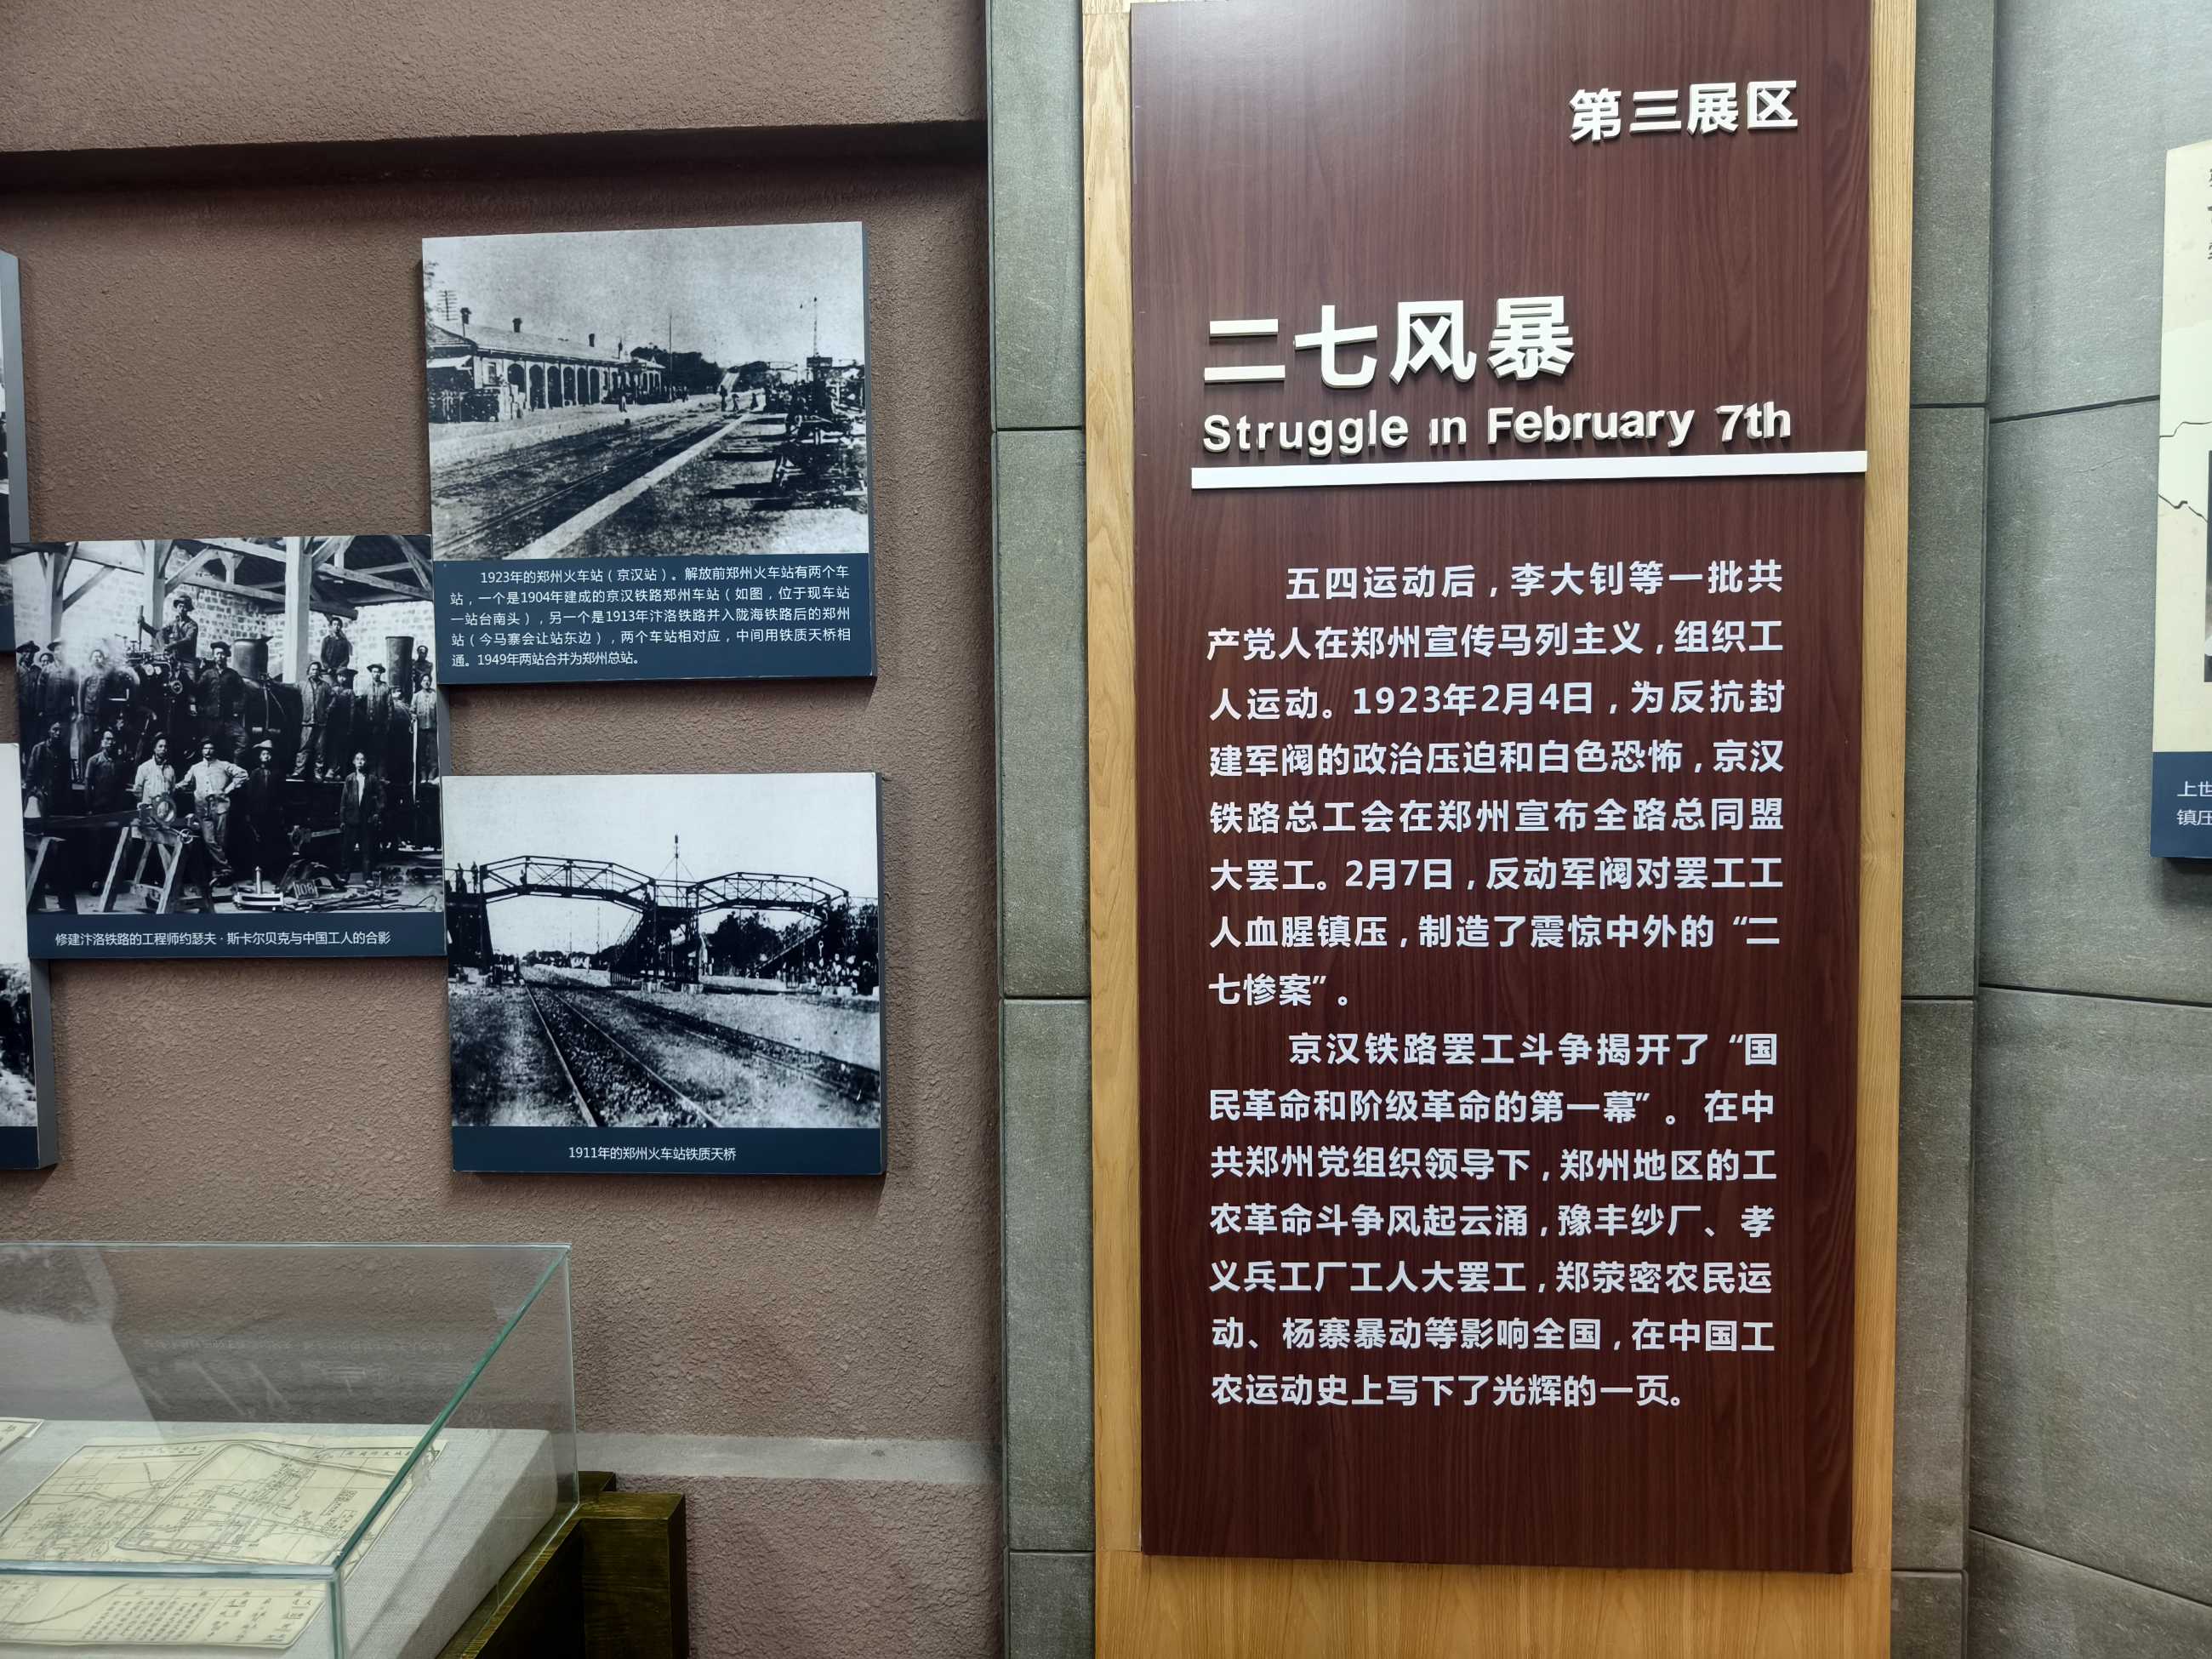 1923年的郑州火车站（京汉站）。解放前郑州火车站有两个车
站，一个是1904年建成的京汉铁路郑州车站（如图，位于现车站
一站台南头），另一个是1913年汴洛铁路并入陇海铁路后的郑州
站（今马寨会让站东边），两个车站相对应，中间用铁质天桥相
通。1949年两站合并为郑州总站。
108
修建汴洛铁路的工程师约瑟夫·斯卡尔贝克与中国工人的合影
1911年的郑州火车站铁质天桥
第三展区
二七风暴
Struggle in February 7th
五四运动后，李大钊等一批共
产党人在郑州宣传马列主义，组织工
人运动。1923年2月4日，为反抗封
建军阀的政治压迫和白色恐怖，京汉
铁路总工会在郑州宣布全路总同盟
大罢工。2月7日，反动军阀对罢工工
人血腥镇压，制造了震惊中外的“二
七惨案”。
京汉铁路罢工斗争揭开了“国
民革命和阶级革命的第一幕”。在中
共郑州党组织领导下，郑州地区的工
农革命斗争风起云涌，豫丰纱厂、孝
义兵工厂工人大罢工，郑荥密农民运
动、杨寨暴动等影响全国，在中国工
农运动史上写下了光辉的一页。
上世
镇压